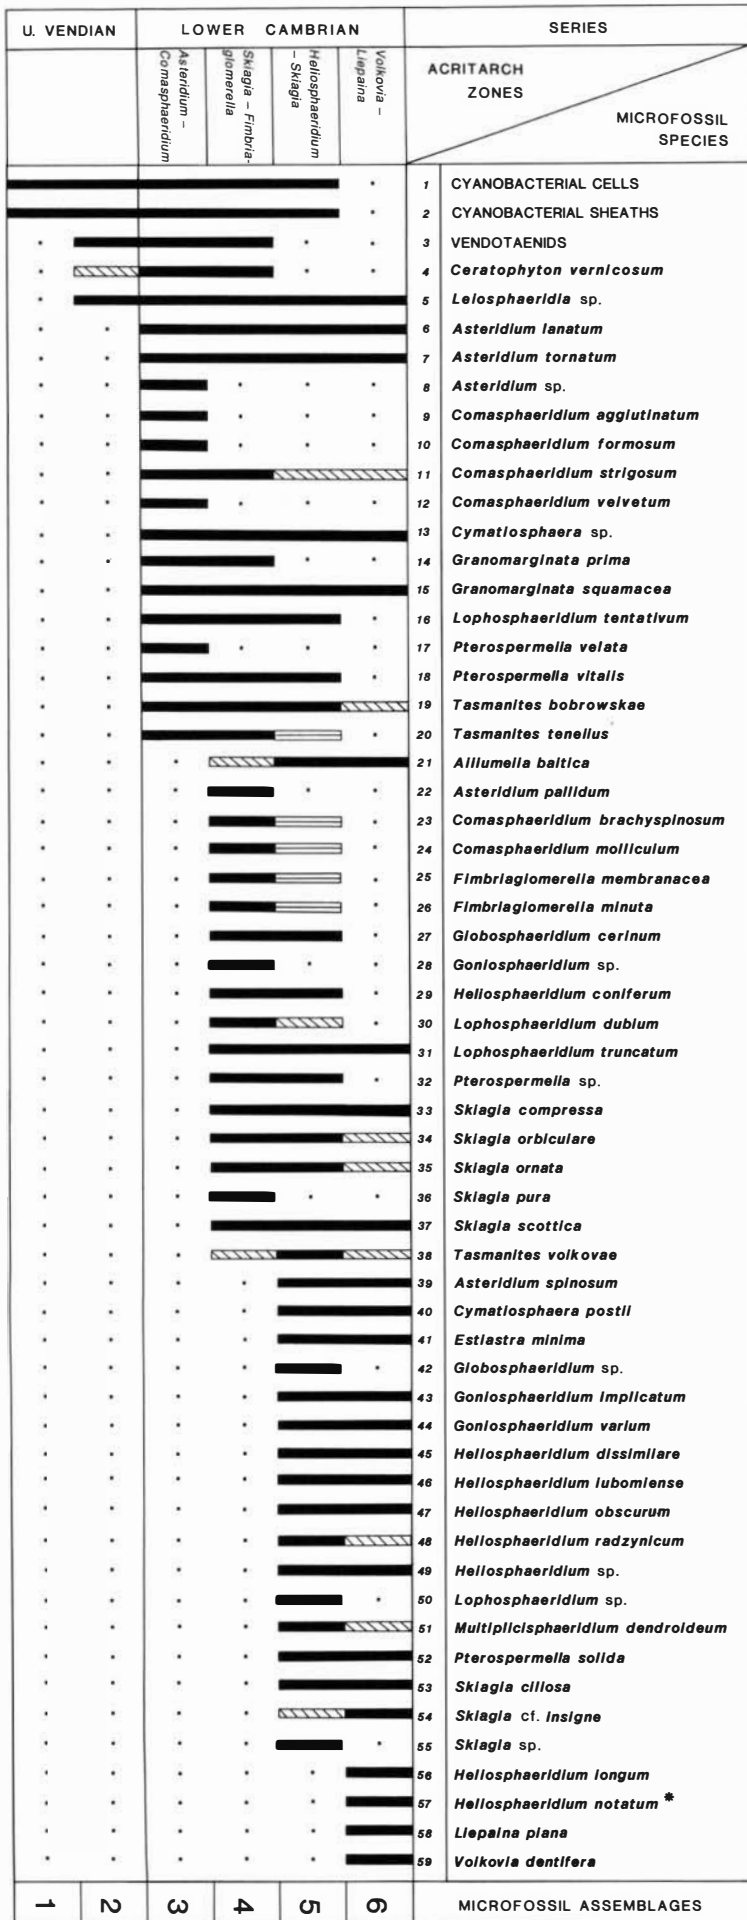 U. VENDIAN
LOWER CAMBRIAN
SERIES
Asteridium –
Comasphaeridium
Skiagia – Fimbria-
glomerella
Heliosphaeridium
– Skiagia
Volkovia –
Liepaina
ACRITARCH
ZONES
MICROFOSSIL
SPECIES
1 CYANOBACTERIAL CELLS
2 CYANOBACTERIAL SHEATHS
3 VENDOTAENIDS
4 Ceratophyton vernicosum
5 Leiosphaeridia sp.
6 Asteridium lanatum
7 Asteridium tornatum
8 Asteridium sp.
9 Comasphaeridium agglutinatum
10 Comasphaeridium formosum
11 Comasphaeridium strigosum
12 Comasphaeridium velvetum
13 Cymatiosphaera sp.
14 Granomarginata prima
15 Granomarginata squamacea
16 Lophosphaeridium tentativum
17 Pterospermella velata
18 Pterospermella vitalis
19 Tasmanites bobrowskae
20 Tasmanites tenellus
21 Alliumella baltica
22 Asteridium pallidum
23 Comasphaeridium brachyspinosum
24 Comasphaeridium molliculum
25 Fimbriaglomerella membranacea
26 Fimbriaglomerella minuta
27 Globosphaeridium cerinum
28 Goniosphaeridium sp.
29 Heliosphaeridium coniferum
30 Lophosphaeridium dubium
31 Lophosphaeridium truncatum
32 Pterospermella sp.
33 Skiagia compressa
34 Skiagia orbiculare
35 Skiagia ornata
36 Skiagia pura
37 Skiagia scottica
38 Tasmanites volkovae
39 Asteridium spinosum
40 Cymatiosphaera postii
41 Estiastra minima
42 Globosphaeridium sp.
43 Goniosphaeridium implicatum
44 Goniosphaeridium varium
45 Heliosphaeridium dissimilare
46 Heliosphaeridium lubomlense
47 Heliosphaeridium obscurum
48 Heliosphaeridium radzynicum
49 Heliosphaeridium sp.
50 Lophosphaeridium sp.
51 Multiplicisphaeridium dendroideum
52 Pterospermella solida
53 Skiagia ciliosa
54 Skiagia cf. insigne
55 Skiagia sp.
56 Heliosphaeridium longum
57 Heliosphaeridium notatum *
58 Liepaina plana
59 Volkovia dentifera
1 2 3 4 5 6 MICROFOSSIL ASSEMBLAGES